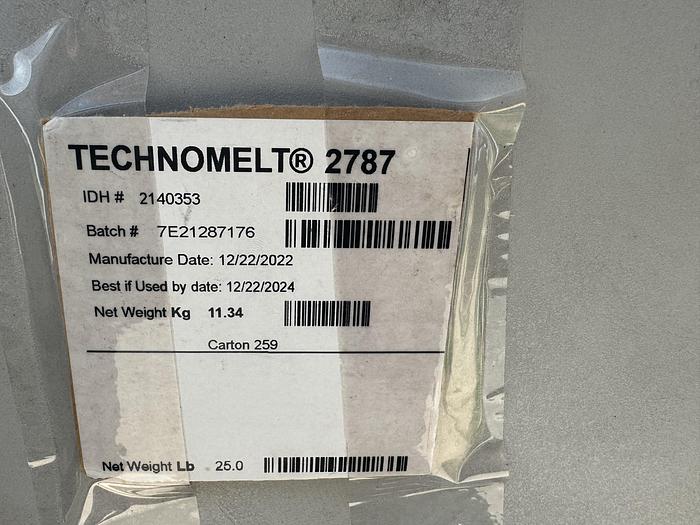 TECHNOMELT® 2787
IDH # 2140353
Batch # 7E21287176
Manufacture Date: 12/22/2022
Best if Used by date: 12/22/2024
Net Weight Kg 11.34
Carton 259
Net Weight Lb 25.0